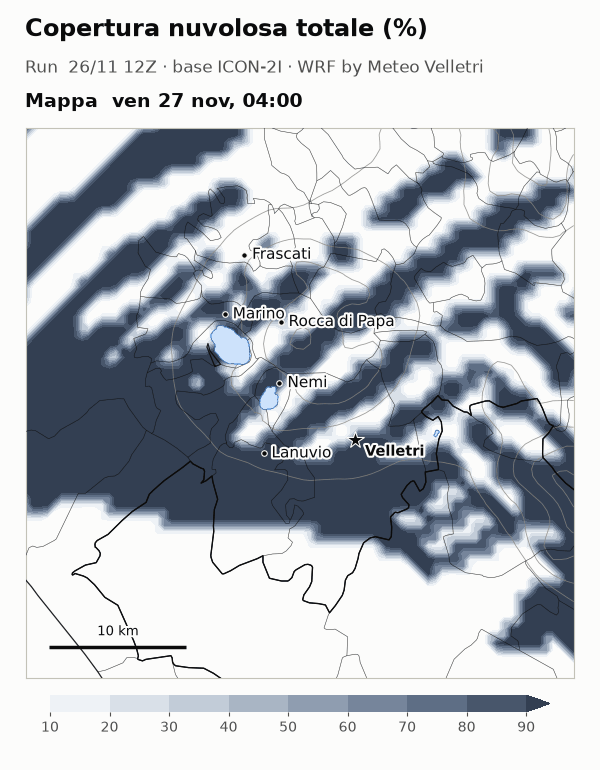 Copertura nuvolosa totale (%)
Run  26/11 12Z · base ICON-2I · WRF by Meteo Velletri
Mappa  ven 27 nov, 04:00
Frascati
Marino
Rocca di Papa
Nemi
Velletri
Lanuvio
10 km
10 20 30 40 50 60 70 80 90